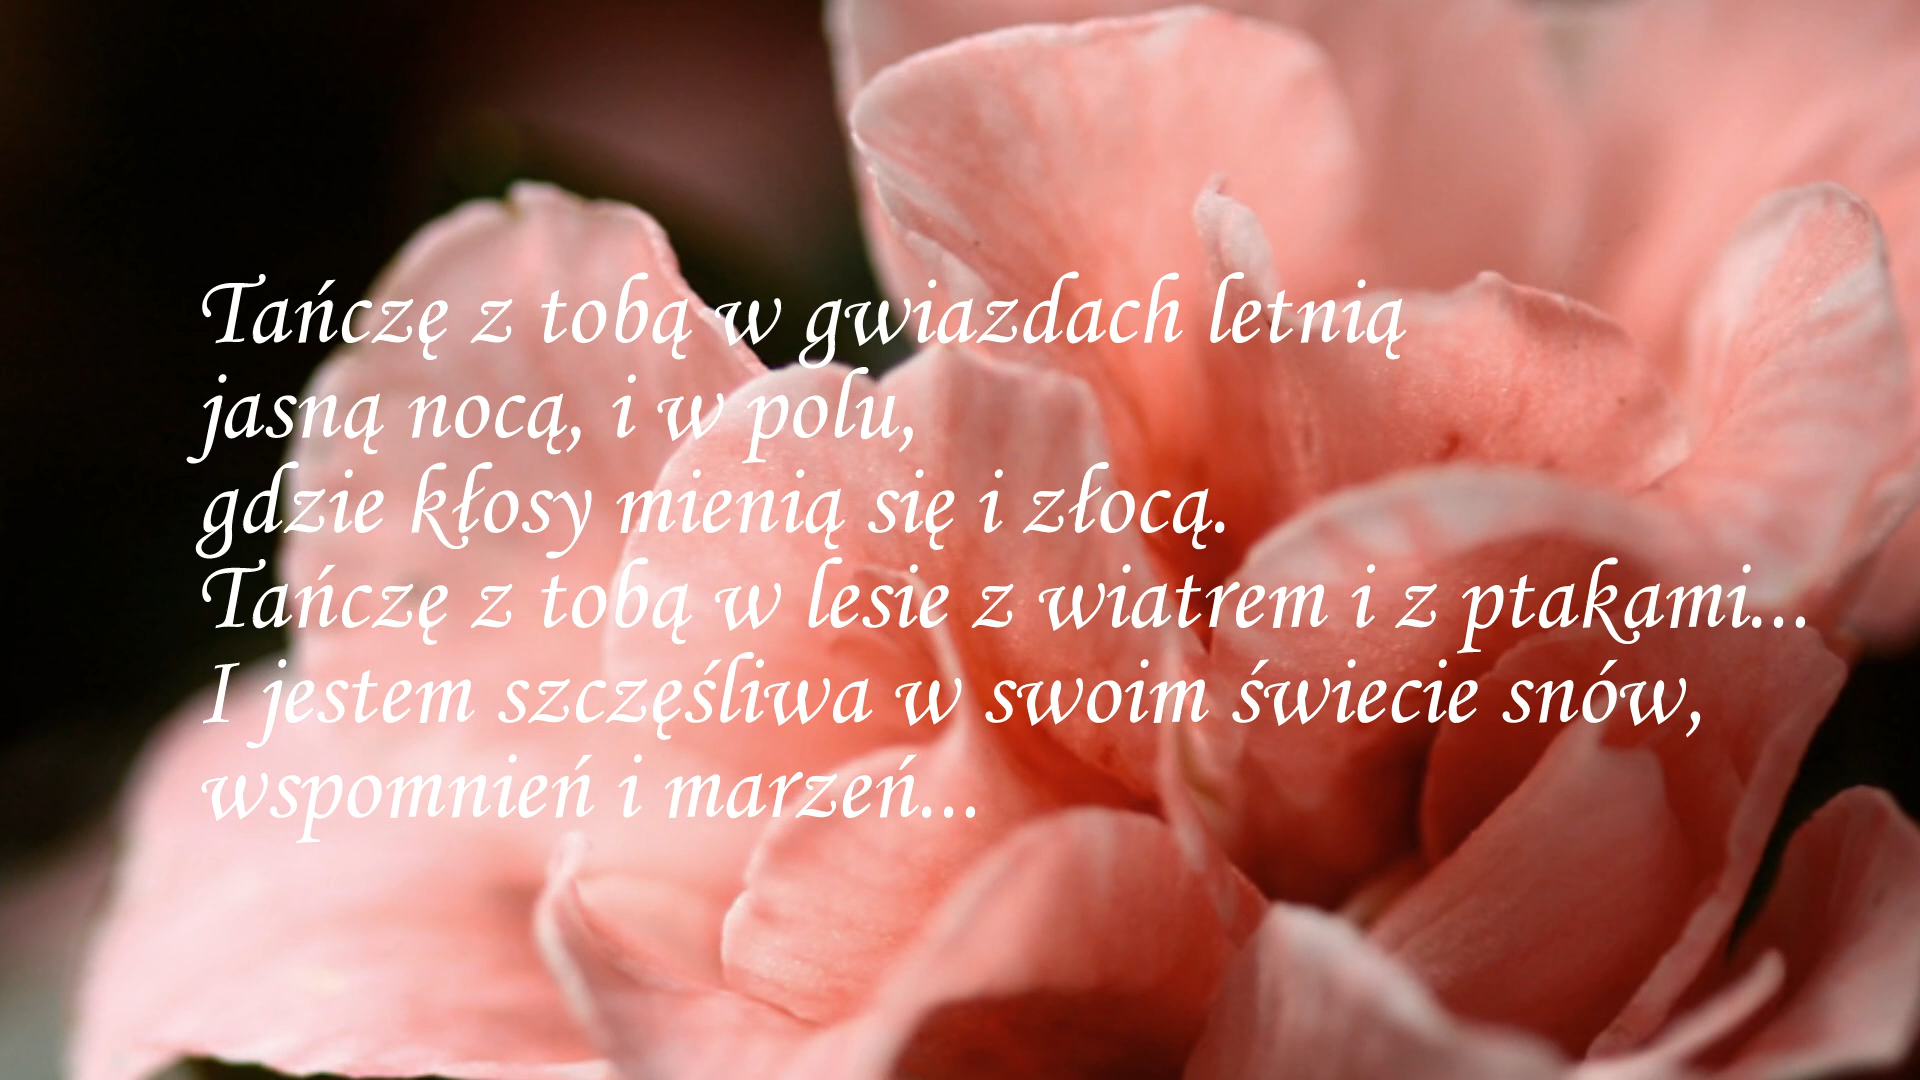 Tańczę z tobą w gwiazdach letnią
jasną nocą, i w polu,
gdzie kłosy mienią się i złocą.
Tańczę z tobą w lesie z wiatrem i z ptakami...
I jestem szczęśliwa w swoim świecie snów,
wspomnień i marzeń...